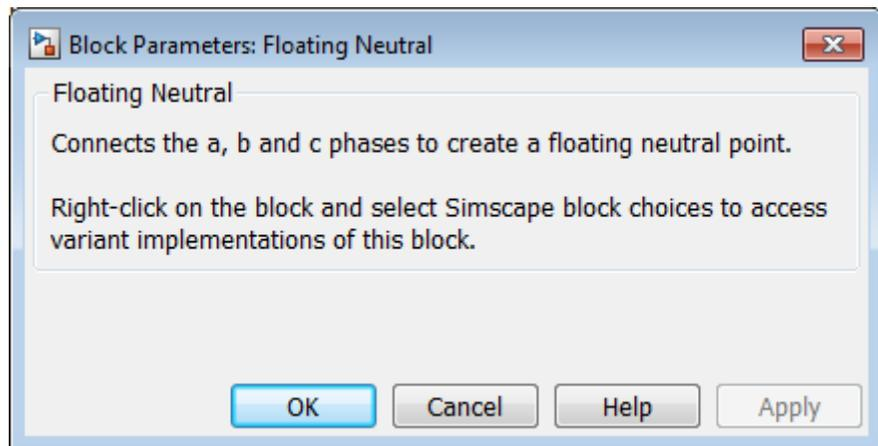 Block Parameters: Floating Neutral
Floating Neutral
Connects the a, b and c phases to create a floating neutral point.
Right-click on the block and select Simscape block choices to access
variant implementations of this block.
OK
Cancel
Help
Apply